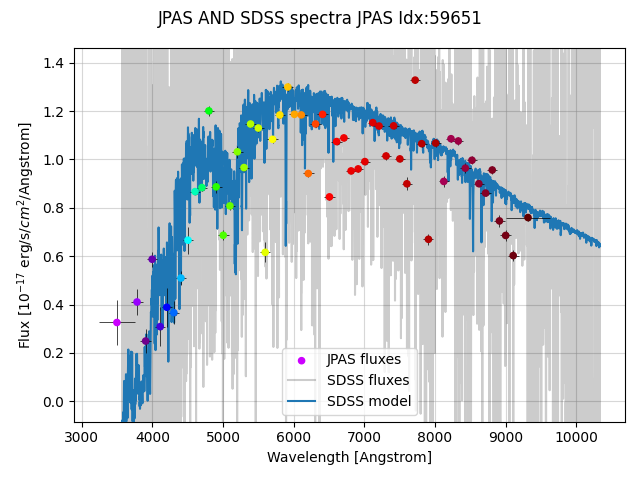 JPAS AND SDSS spectra JPAS Idx:59651
Flux [10⁻¹⁷ erg/s/cm²/Angstrom]
1.4
1.2
1.0
0.8
0.6
0.4
0.2
0.0
JPAS fluxes
SDSS fluxes
SDSS model
3000 4000 5000 6000 7000 8000 9000 10000
Wavelength [Angstrom]